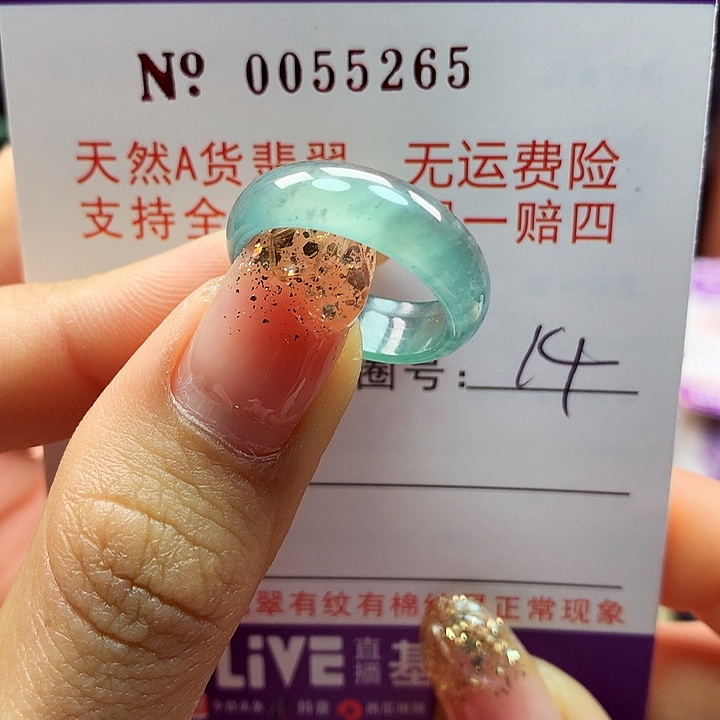 № 0055265
天然A货翡翠 无运费险
支持全 一赔四
圈号: 14
翠有纹有棉 正常现象
LiVE 直播 基